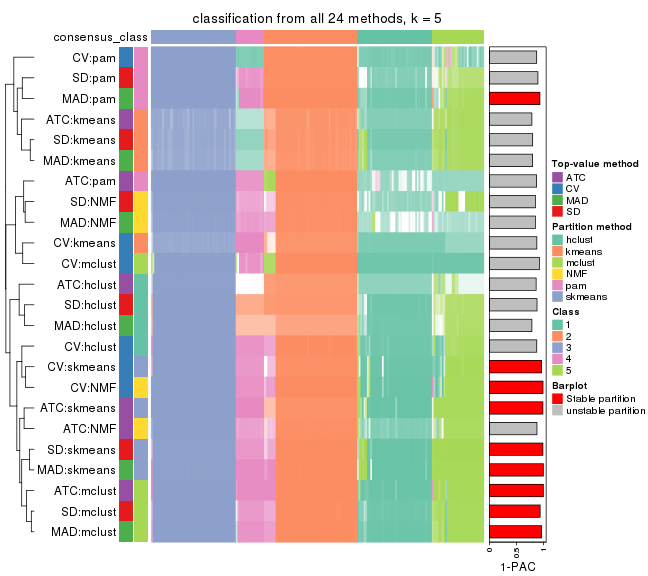 classification from all 24 methods, k = 5
consensus_class
CV:pam
SD:pam
MAD:pam
ATC:kmeans
SD:kmeans
MAD:kmeans
ATC:pam
SD:NMF
MAD:NMF
CV:kmeans
CV:mclust
ATC:hclust
SD:hclust
MAD:hclust
CV:hclust
CV:skmeans
CV:NMF
ATC:skmeans
ATC:NMF
SD:skmeans
MAD:skmeans
ATC:mclust
SD:mclust
MAD:mclust
0
0.5
1
1-PAC
Top-value method
ATC
CV
MAD
SD
Partition method
hclust
kmeans
mclust
NMF
pam
skmeans
Class
1
2
3
4
5
Barplot
Stable partition
unstable partition